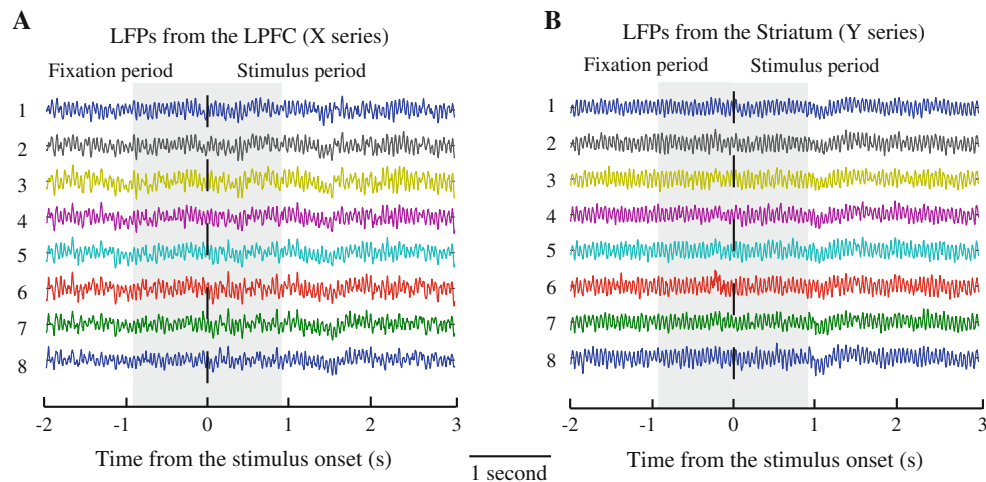 A
LFPs from the LPFC (X series)
Fixation period Stimulus period
1
2
3
4
5
6
7
8
-2 -1 0 1 2 3
Time from the stimulus onset (s)
B
LFPs from the Striatum (Y series)
Fixation period Stimulus period
1
2
3
4
5
6
7
8
-2 -1 0 1 2 3
Time from the stimulus onset (s)
1 second